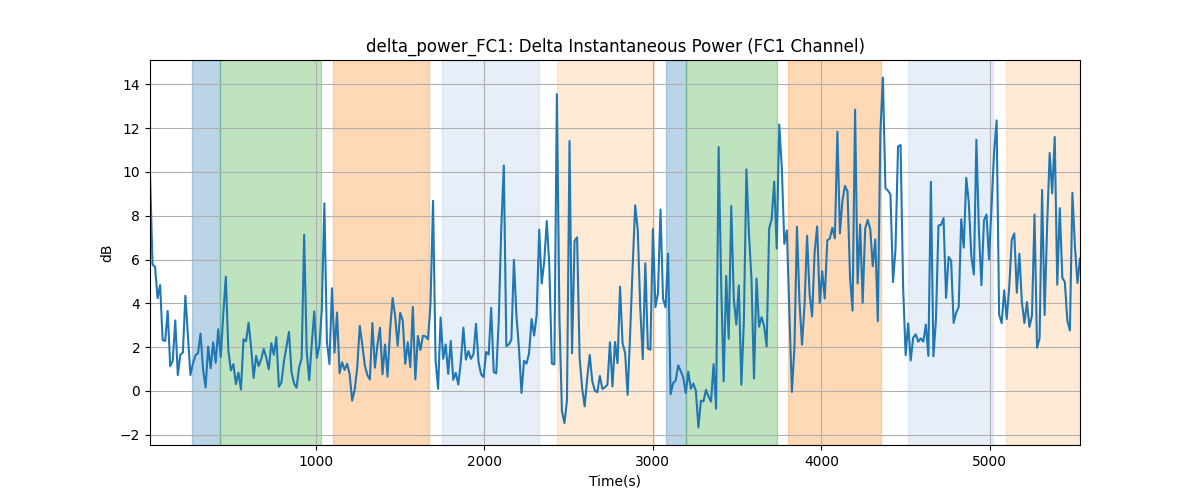 delta_power_FC1: Delta Instantaneous Power (FC1 Channel)
14
12
10
8
6
4
2
0
−2
dB
1000 2000 3000 4000 5000
Time(s)